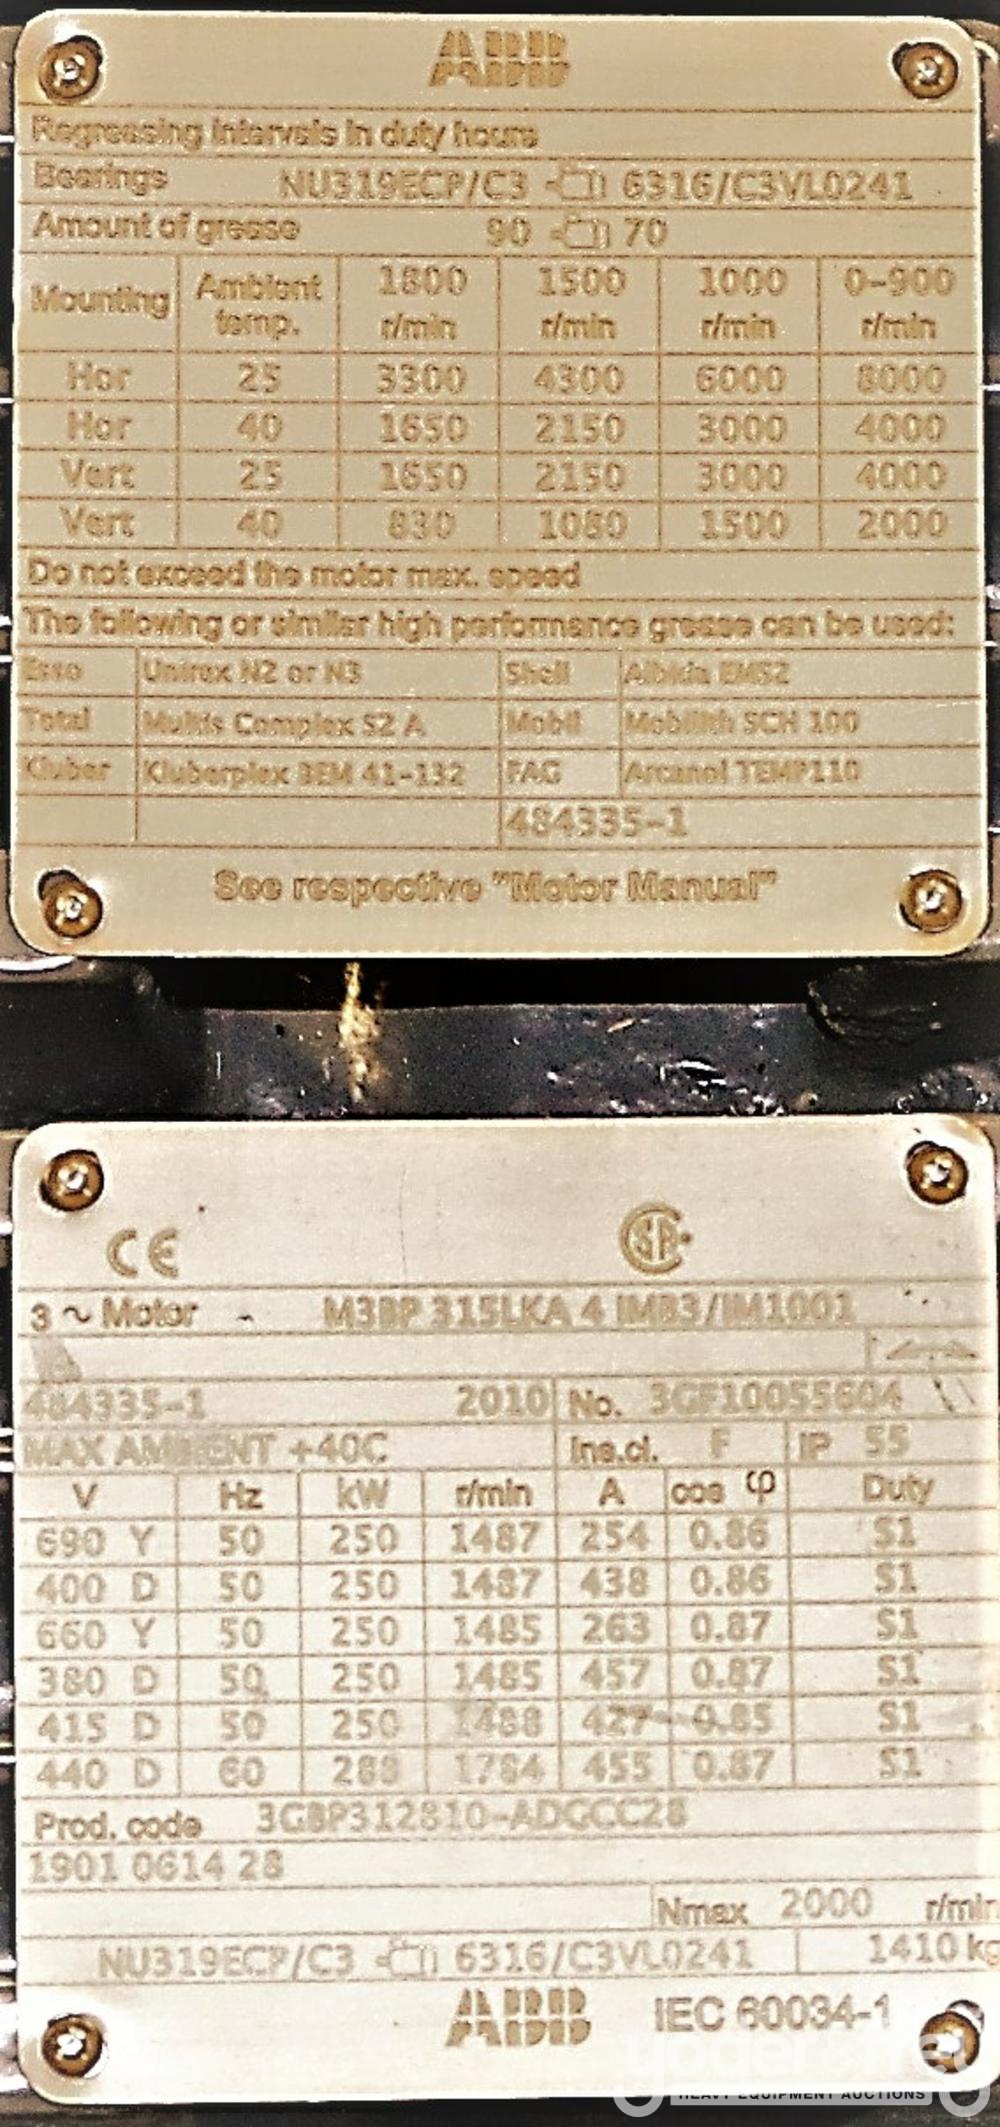 ABB
Regreasing intervals in duty hours
Bearings NU319ECP/C3 6316/C3VL0241
Amount of grease 90 70
Mounting Ambient temp. 1800 r/min 1500 r/min 1000 r/min 0-900 r/min
Hor 25 3300 4300 6000 8000
Hor 40 1650 2150 3000 4000
Vert 25 1650 2150 3000 4000
Vert 40 830 1080 1500 2000
Do not exceed the motor max. speed
The following or similar high performance grease can be used:
Esso Unirex N2 or N3 Shell Albida EMS2
Total Multis Complex S2 A Mobil Mobilith SCH 100
Kluber Kluberplex BEM 41-132 FAG Arcanol TEMP110
484335-1
See respective "Motor Manual"
CE CSA
3 ~ Motor M3BP 315LKA 4 IMB3/IM1001
484335-1 2010 No. 3GF10055604
MAX AMBIENT +40C Ins.cl. F IP 55
V Hz kW r/min A cos φ Duty
690 Y 50 250 1487 254 0.86 S1
400 D 50 250 1487 438 0.86 S1
660 Y 50 250 1485 263 0.87 S1
380 D 50 250 1485 457 0.87 S1
415 D 50 250 1488 427 0.85 S1
440 D 60 288 1784 455 0.87 S1
Prod. code 3GBP312810-ADGCC28
1901 0614 28
Nmax 2000 r/min
NU319ECP/C3 6316/C3VL0241 1410 kg
ABB IEC 60034-1
yoder&frey
HEAVY EQUIPMENT AUCTIONS